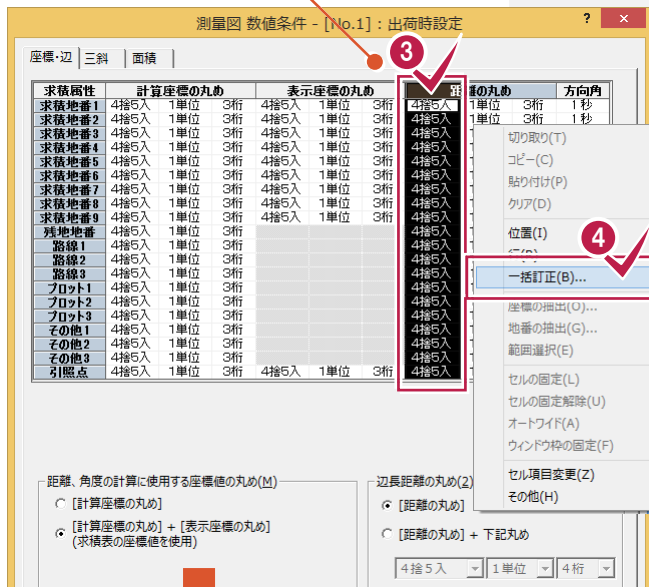 測量図 数値条件 - [No.1] : 出荷時設定 ? ×
座標・辺 三斜 面積
3
求積属性 計算座標の丸め 表示座標の丸め 距離の丸め 方向角
求積地番1 4捨5入 1単位 3桁 4捨5入 1単位 3桁 4捨5入 1単位 3桁 1秒
求積地番2 4捨5入 1単位 3桁 4捨5入 1単位 3桁 4捨5入 1単位 3桁 1秒
求積地番3 4捨5入 1単位 3桁 4捨5入 1単位 3桁 4捨5入
求積地番4 4捨5入 1単位 3桁 4捨5入 1単位 3桁 4捨5入
求積地番5 4捨5入 1単位 3桁 4捨5入 1単位 3桁 4捨5入
求積地番6 4捨5入 1単位 3桁 4捨5入 1単位 3桁 4捨5入
求積地番7 4捨5入 1単位 3桁 4捨5入 1単位 3桁 4捨5入
求積地番8 4捨5入 1単位 3桁 4捨5入 1単位 3桁 4捨5入
求積地番9 4捨5入 1単位 3桁 4捨5入 1単位 3桁 4捨5入
残地地番 4捨5入 1単位 3桁 4捨5入
路線1 4捨5入 1単位 3桁 4捨5入
路線2 4捨5入 1単位 3桁 4捨5入
路線3 4捨5入 1単位 3桁 4捨5入
プロット1 4捨5入 1単位 3桁 4捨5入
プロット2 4捨5入 1単位 3桁 4捨5入
プロット3 4捨5入 1単位 3桁 4捨5入
その他1 4捨5入 1単位 3桁 4捨5入
その他2 4捨5入 1単位 3桁 4捨5入
その他3 4捨5入 1単位 3桁 4捨5入
引照点 4捨5入 1単位 3桁 4捨5入 1単位 3桁 4捨5入
切り取り(T)
コピー(C)
貼り付け(P)
クリア(D)
位置(I)
4
一括訂正(B)...
座標の抽出(O)...
地番の抽出(G)...
範囲選択(E)
セルの固定(L)
セルの固定解除(U)
オートワイド(A)
ウィンドウ枠の固定(F)
セル項目変更(Z)
その他(H)
距離、角度の計算に使用する座標値の丸め(M)
[計算座標の丸め]
[計算座標の丸め] + [表示座標の丸め]
(求積表の座標値を使用)
辺長距離の丸め(2)
[距離の丸め]
[距離の丸め] + 下記丸め
4捨5入 1単位 4桁